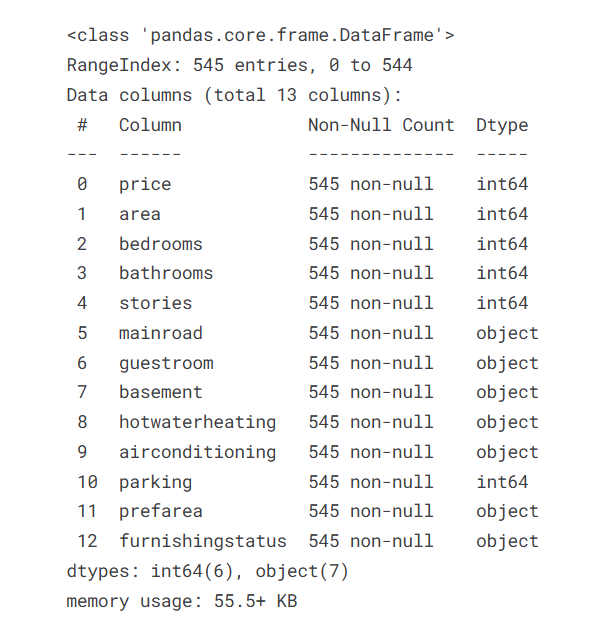 <class 'pandas.core.frame.DataFrame'>
RangeIndex: 545 entries, 0 to 544
Data columns (total 13 columns):
 #   Column            Non-Null Count  Dtype
---  ------            --------------  -----
 0   price             545 non-null    int64
 1   area              545 non-null    int64
 2   bedrooms          545 non-null    int64
 3   bathrooms         545 non-null    int64
 4   stories           545 non-null    int64
 5   mainroad          545 non-null    object
 6   guestroom         545 non-null    object
 7   basement          545 non-null    object
 8   hotwaterheating   545 non-null    object
 9   airconditioning   545 non-null    object
 10  parking           545 non-null    int64
 11  prefarea          545 non-null    object
 12  furnishingstatus  545 non-null    object
dtypes: int64(6), object(7)
memory usage: 55.5+ KB